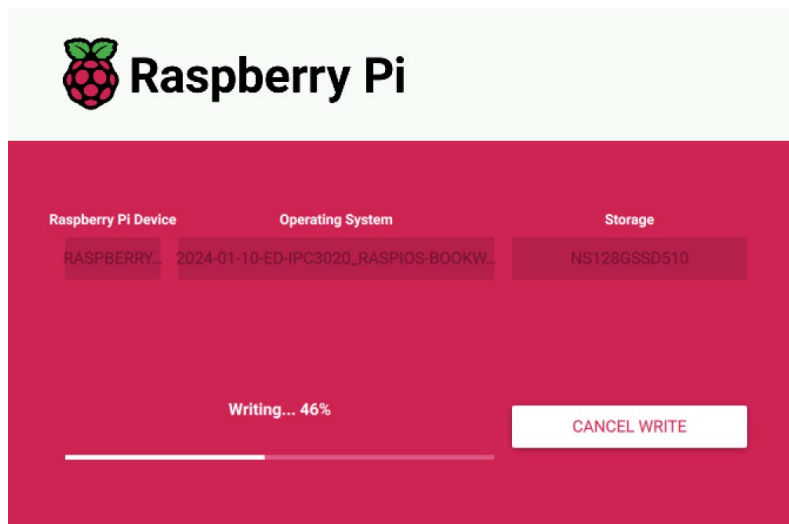 Raspberry Pi
Raspberry Pi Device Operating System Storage
RASPBERRY... 2024-01-10-ED-IPC3020_RASPIOS-BOOKW... NS128GSSD510
Writing... 46%
CANCEL WRITE